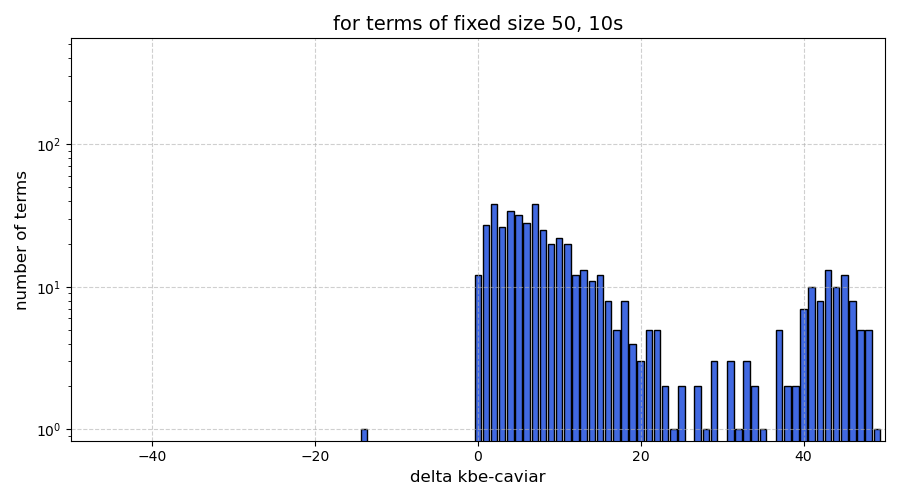 for terms of fixed size 50, 10s
number of terms
10²
10¹
10⁰
−40
−20
0
20
40
delta kbe-caviar